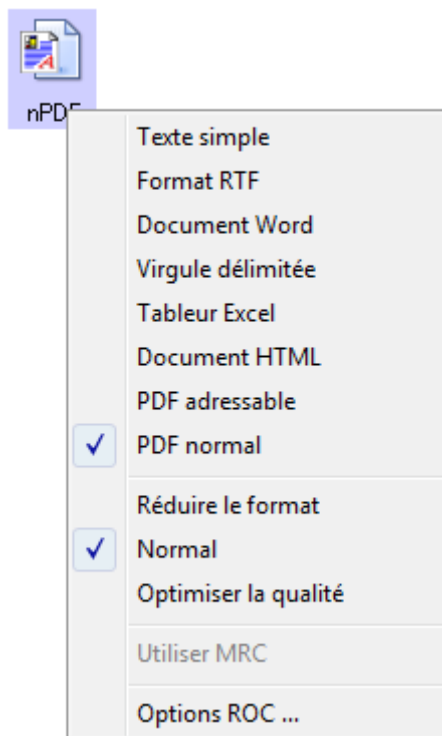 nPDF
Texte simple
Format RTF
Document Word
Virgule délimitée
Tableur Excel
Document HTML
PDF adressable
PDF normal
Réduire le format
Normal
Optimiser la qualité
Utiliser MRC
Options ROC ...